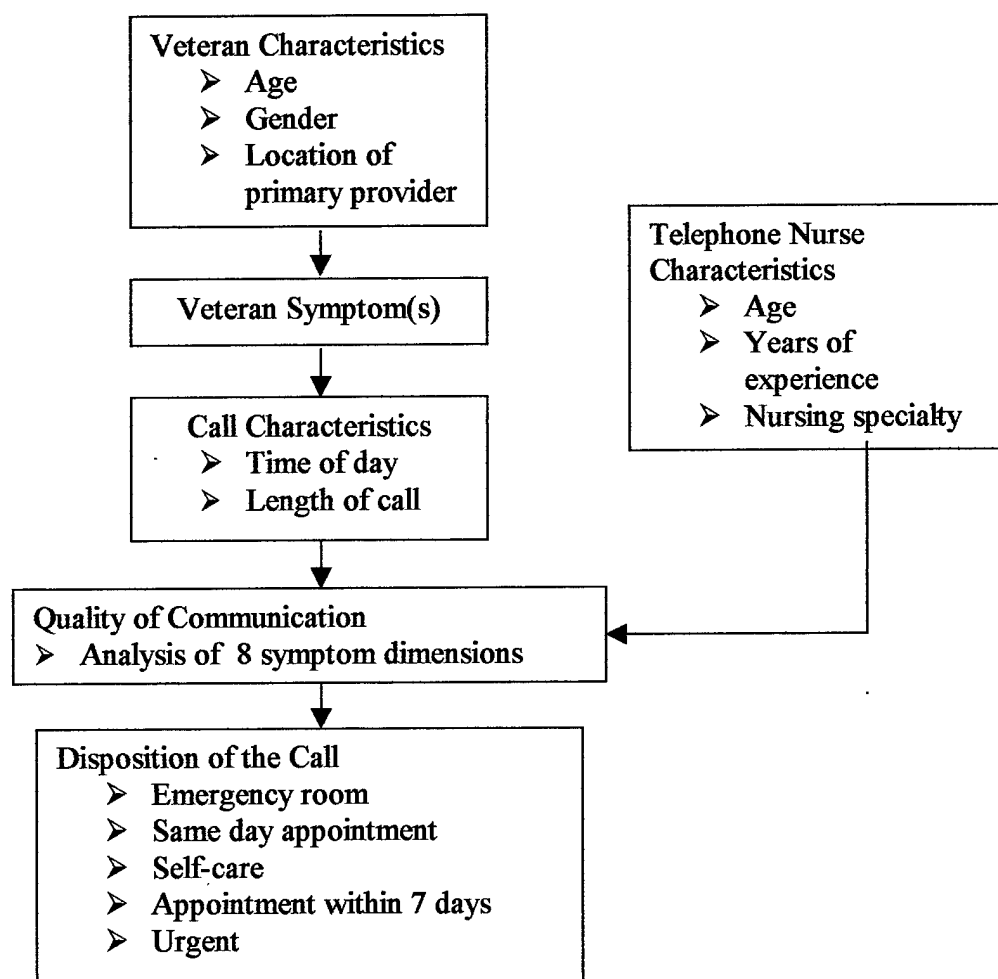 Veteran Characteristics
➢ Age
➢ Gender
➢ Location of
primary provider
Telephone Nurse
Characteristics
➢ Age
➢ Years of
experience
➢ Nursing specialty
Veteran Symptom(s)
Call Characteristics
➢ Time of day
➢ Length of call
Quality of Communication
➢ Analysis of 8 symptom dimensions
Disposition of the Call
➢ Emergency room
➢ Same day appointment
➢ Self-care
➢ Appointment within 7 days
➢ Urgent